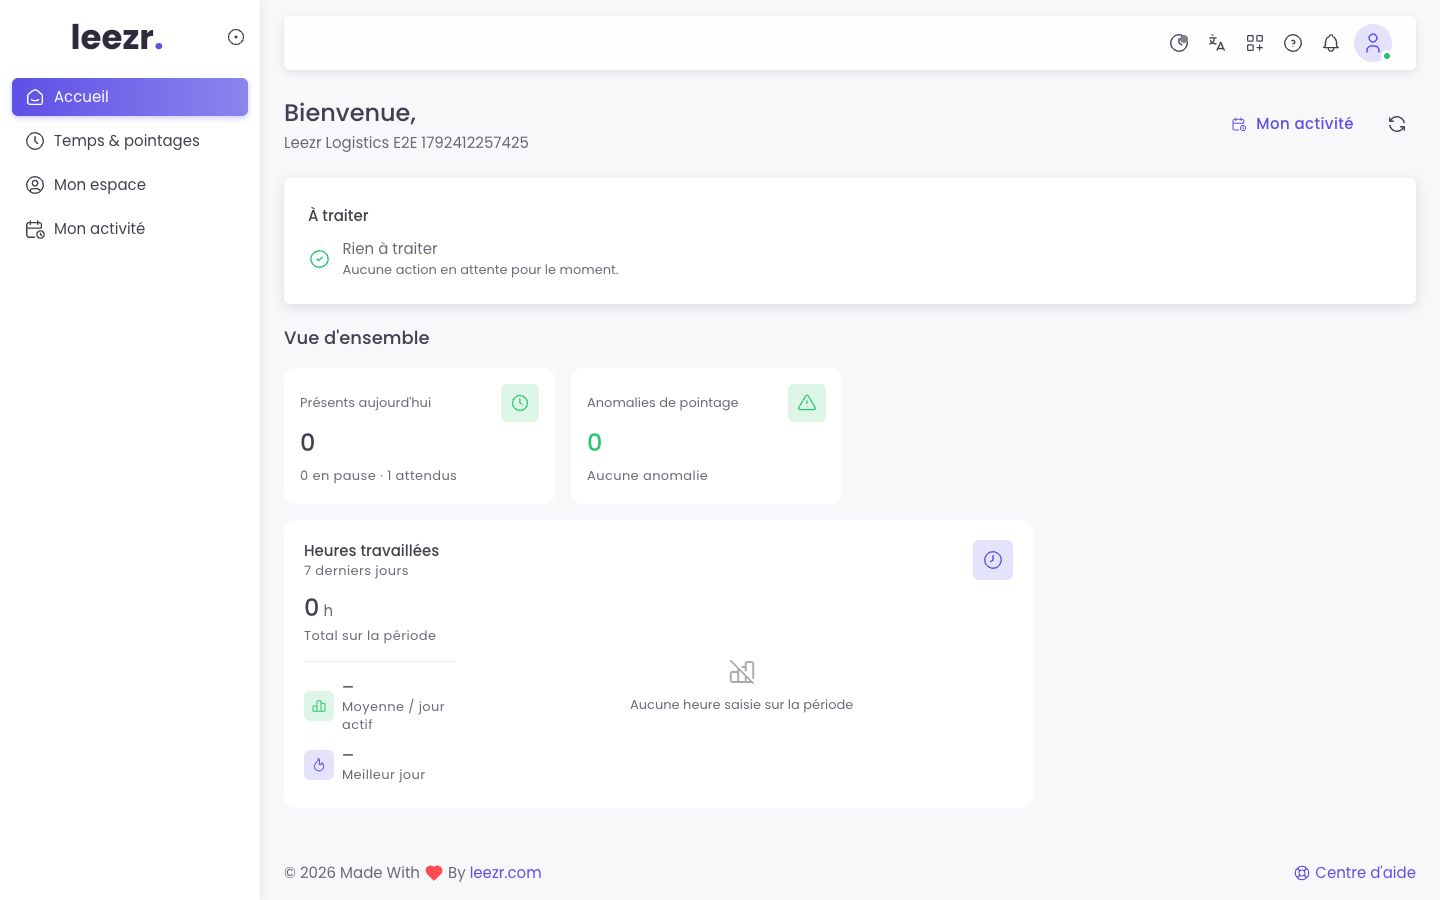 leezr.
Accueil
Temps & pointages
Mon espace
Mon activité
Bienvenue,
Leezr Logistics E2E 1792412257425
Mon activité
À traiter
Rien à traiter
Aucune action en attente pour le moment.
Vue d'ensemble
Présents aujourd'hui
0
0 en pause · 1 attendus
Anomalies de pointage
0
Aucune anomalie
Heures travaillées
7 derniers jours
0 h
Total sur la période
–
Moyenne / jour
actif
–
Meilleur jour
Aucune heure saisie sur la période
© 2026 Made With By leezr.com
Centre d'aide